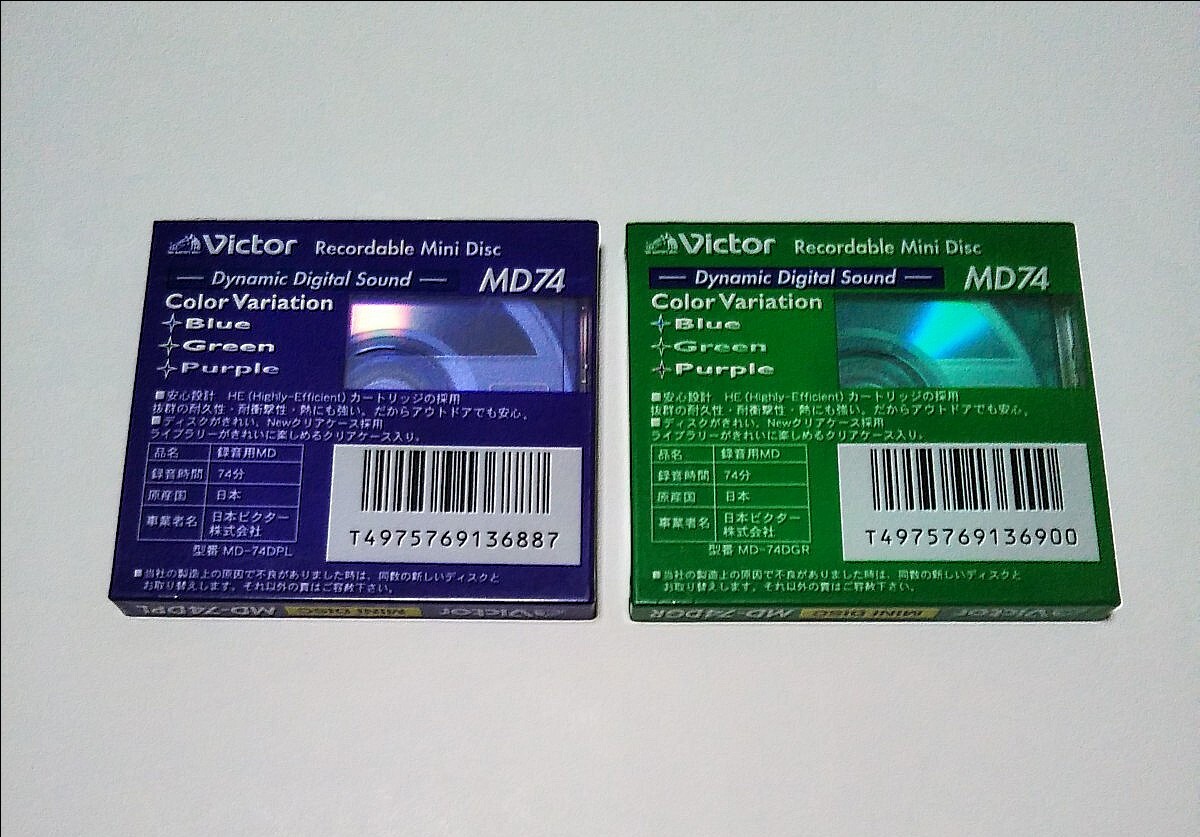 Victor Recordable Mini Disc
Dynamic Digital Sound MD74
Color Variation
Blue
Green
Purple
■安心設計 HE (Highly-Efficient) カートリッジの採用
抜群の耐久性・耐衝撃性・熱にも強い。だからアウトドアでも安心。
■ディスクがきれい、Newクリアケース採用
ライブラリーがきれいに楽しめるクリアケース入り。
品名 録音用MD
録音時間 74分
原産国 日本
事業者名 日本ビクター
株式会社
型番 MD-74DPL
T4975769136887
■当社の製造上の原因で不良がありました時は、同数の新しいディスクと
お取り替えします。それ以外の責はご容赦下さい。
Victor MINI DISC MD-74DPL
Victor Recordable Mini Disc
Dynamic Digital Sound MD74
Color Variation
Blue
Green
Purple
■安心設計 HE (Highly-Efficient) カートリッジの採用
抜群の耐久性・耐衝撃性・熱にも強い。だからアウトドアでも安心。
■ディスクがきれい、Newクリアケース採用
ライブラリーがきれいに楽しめるクリアケース入り。
品名 録音用MD
録音時間 74分
原産国 日本
事業者名 日本ビクター
株式会社
型番 MD-74DGR
T4975769136900
■当社の製造上の原因で不良がありました時は、同数の新しいディスクと
お取り替えします。それ以外の責はご容赦下さい。
Victor MINI DISC MD-74DGR